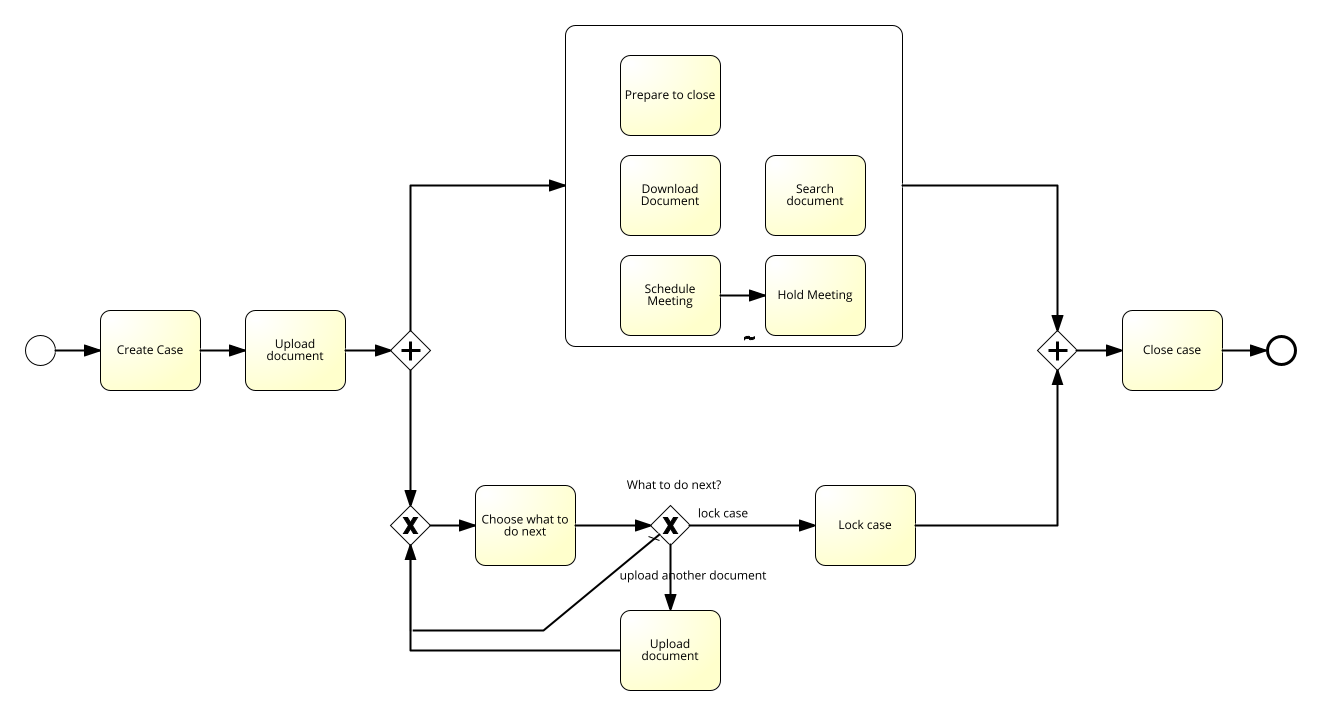 Prepare to close
Download
Document
Search
document
Schedule
Meeting
Hold Meeting
Create Case
Upload
document
Close case
What to do next?
Choose what to
do next
lock case
Lock case
upload another document
Upload
document